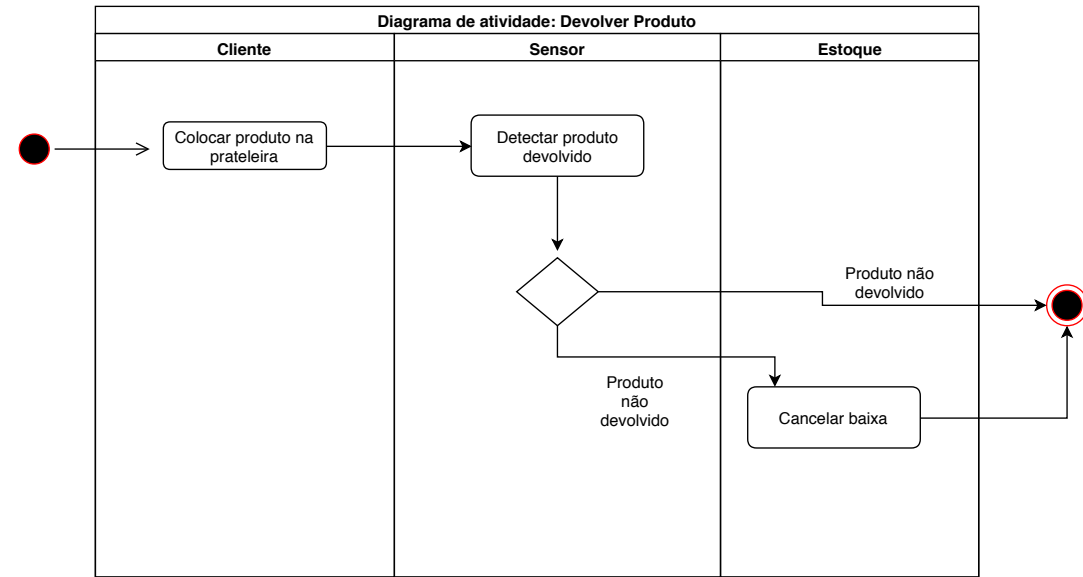 Diagrama de atividade: Devolver Produto
Cliente
Sensor
Estoque
Colocar produto na
prateleira
Detectar produto
devolvido
Produto não
devolvido
Produto
não
devolvido
Cancelar baixa